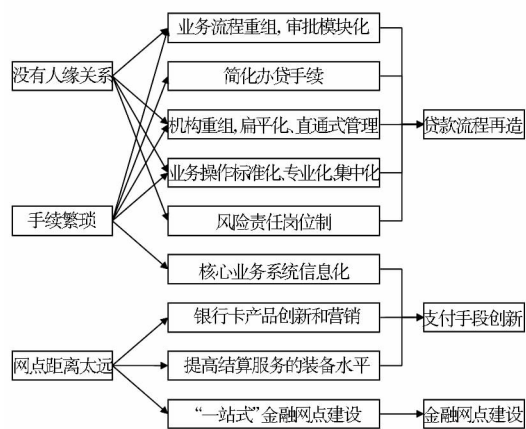 业务流程重组,审批模块化
没有人缘关系
简化办贷手续
机构重组,扁平化、直通式管理
贷款流程再造
业务操作标准化、专业化、集中化
手续繁琐
风险责任岗位制
核心业务系统信息化
银行卡产品创新和营销
支付手段创新
网点距离太远
提高结算服务的装备水平
“一站式”金融网点建设
金融网点建设